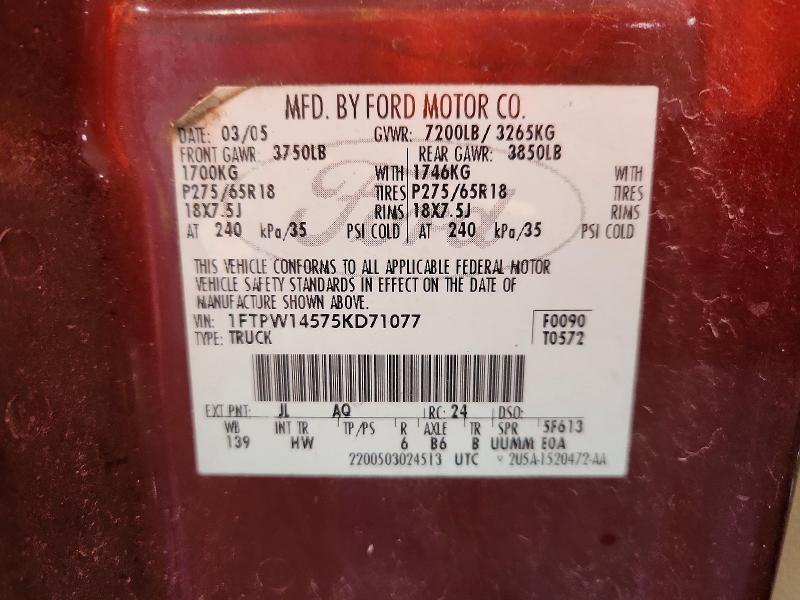 MFD. BY FORD MOTOR CO.
DATE: 03/05 GVWR: 7200LB/ 3265KG
FRONT GAWR: 3750LB REAR GAWR: 3850LB
1700KG WITH 1746KG WITH
P275/65R18 TIRES P275/65R18 TIRES
18X7.5J RIMS 18X7.5J RIMS
AT 240 kPa/35 PSI COLD AT 240 kPa/35 PSI COLD
Ford
THIS VEHICLE CONFORMS TO ALL APPLICABLE FEDERAL MOTOR
VEHICLE SAFETY STANDARDS IN EFFECT ON THE DATE OF
MANUFACTURE SHOWN ABOVE.
VIN: 1FTPW14575KD71077 F0090
TYPE: TRUCK T0572
EXT PNT: JL AQ RC: 24 DSO:
WB INT TR TP/PS R AXLE TR SPR 5F613
139 HW 6 B6 B UUMM E0A
2200503024513 UTC 2U5A-1520472-AA